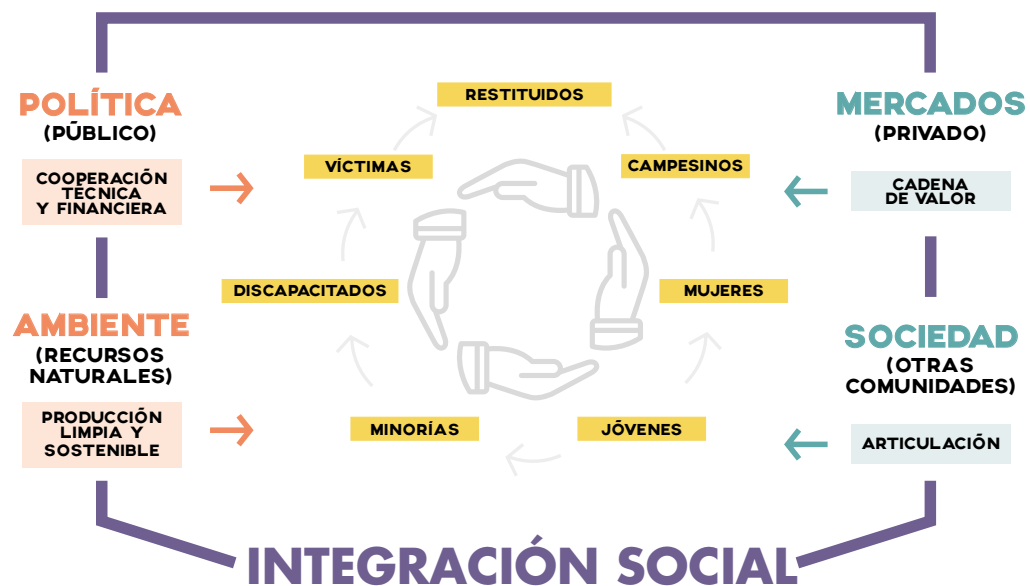 POLÍTICA
(PÚBLICO)
COOPERACIÓN
TÉCNICA
Y FINANCIERA
AMBIENTE
(RECURSOS
NATURALES)
PRODUCCIÓN
LIMPIA Y
SOSTENIBLE
RESTITUIDOS
VÍCTIMAS
CAMPESINOS
DISCAPACITADOS
MUJERES
MINORÍAS
JÓVENES
MERCADOS
(PRIVADO)
CADENA
DE VALOR
SOCIEDAD
(OTRAS
COMUNIDADES)
ARTICULACIÓN
INTEGRACIÓN SOCIAL